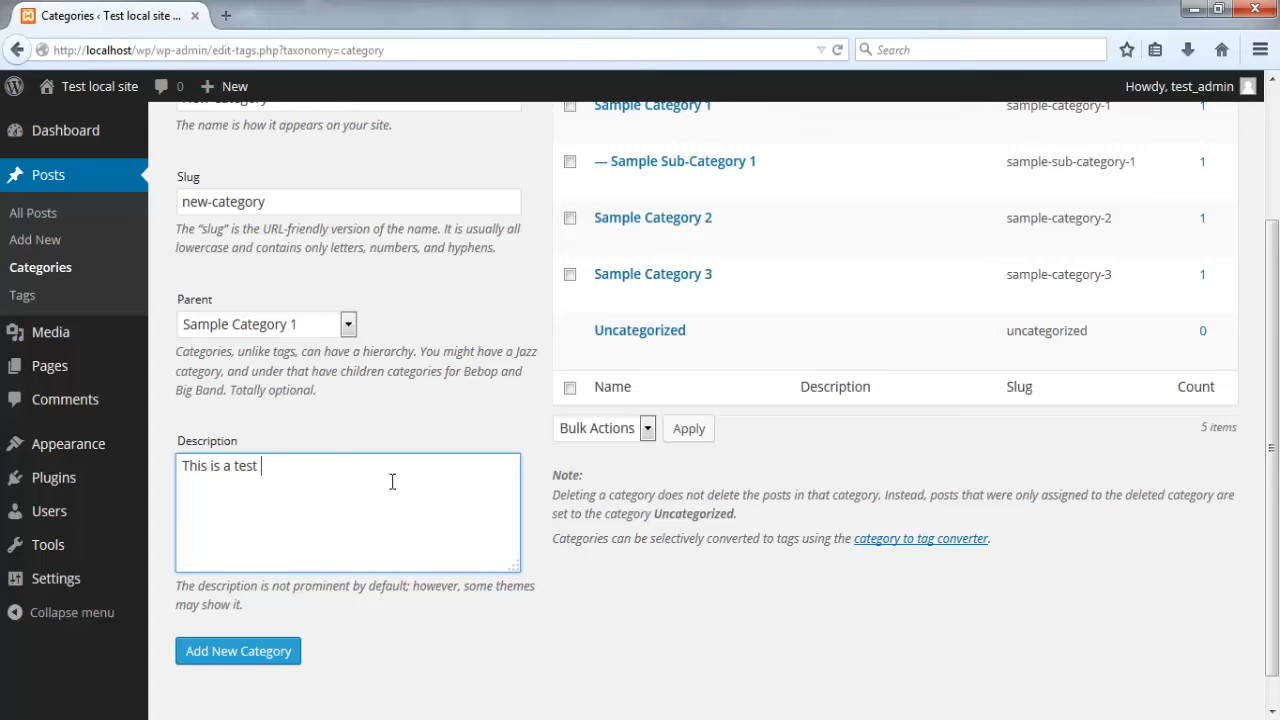 Categories ‹ Test local site ...
http://localhost/wp/wp-admin/edit-tags.php?taxonomy=category
Search
Test local site
0
New
Howdy, test_admin
Dashboard
Posts
All Posts
Add New
Categories
Tags
Media
Pages
Comments
Appearance
Plugins
Users
Tools
Settings
Collapse menu
The name is how it appears on your site.
Slug
new-category
The “slug” is the URL-friendly version of the name. It is usually all
lowercase and contains only letters, numbers, and hyphens.
Parent
Sample Category 1
Categories, unlike tags, can have a hierarchy. You might have a Jazz
category, and under that have children categories for Bebop and
Big Band. Totally optional.
Description
This is a test
The description is not prominent by default; however, some themes
may show it.
Add New Category
Sample Category 1 sample-category-1 1
— Sample Sub-Category 1 sample-sub-category-1 1
Sample Category 2 sample-category-2 1
Sample Category 3 sample-category-3 1
Uncategorized uncategorized 0
Name Description Slug Count
Bulk Actions Apply 5 items
Note:
Deleting a category does not delete the posts in that category. Instead, posts that were only assigned to the deleted category are
set to the category Uncategorized.
Categories can be selectively converted to tags using the category to tag converter.